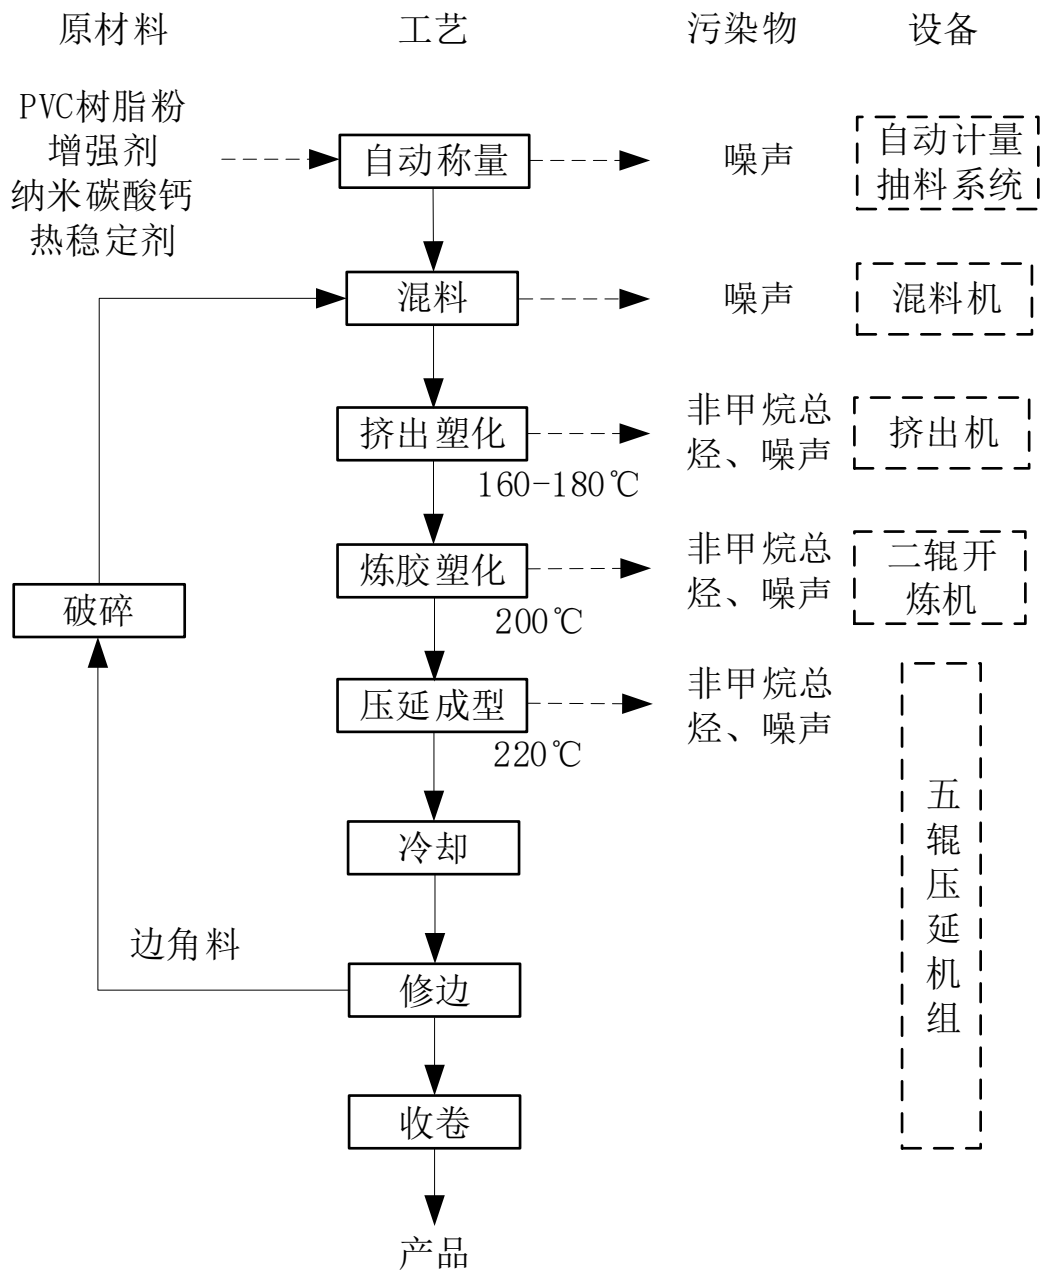 原材料 工艺 污染物 设备
PVC树脂粉
增强剂
纳米碳酸钙
热稳定剂
自动称量
噪声
自动计量
抽料系统
混料
噪声
混料机
挤出塑化
160-180℃
非甲烷总
烃、噪声
挤出机
炼胶塑化
200℃
非甲烷总
烃、噪声
二辊开
炼机
破碎
压延成型
220℃
非甲烷总
烃、噪声
五辊压延机组
冷却
边角料
修边
收卷
产品